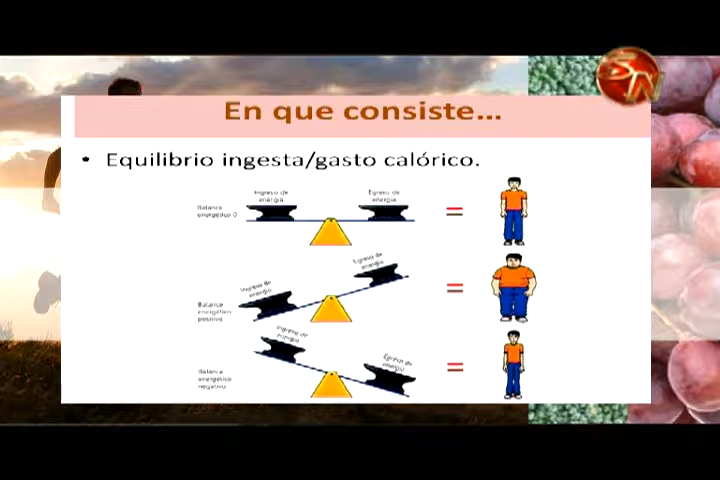 SN
En que consiste...
• Equilibrio ingesta/gasto calórico.
Ingreso de
energía
Egreso de
energía
Balance
energético 0
=
Ingreso de
energía
Egreso de
energía
Balance
energético
positivo
=
Ingreso de
energía
Egreso de
energía
Balance
energético
negativo
=